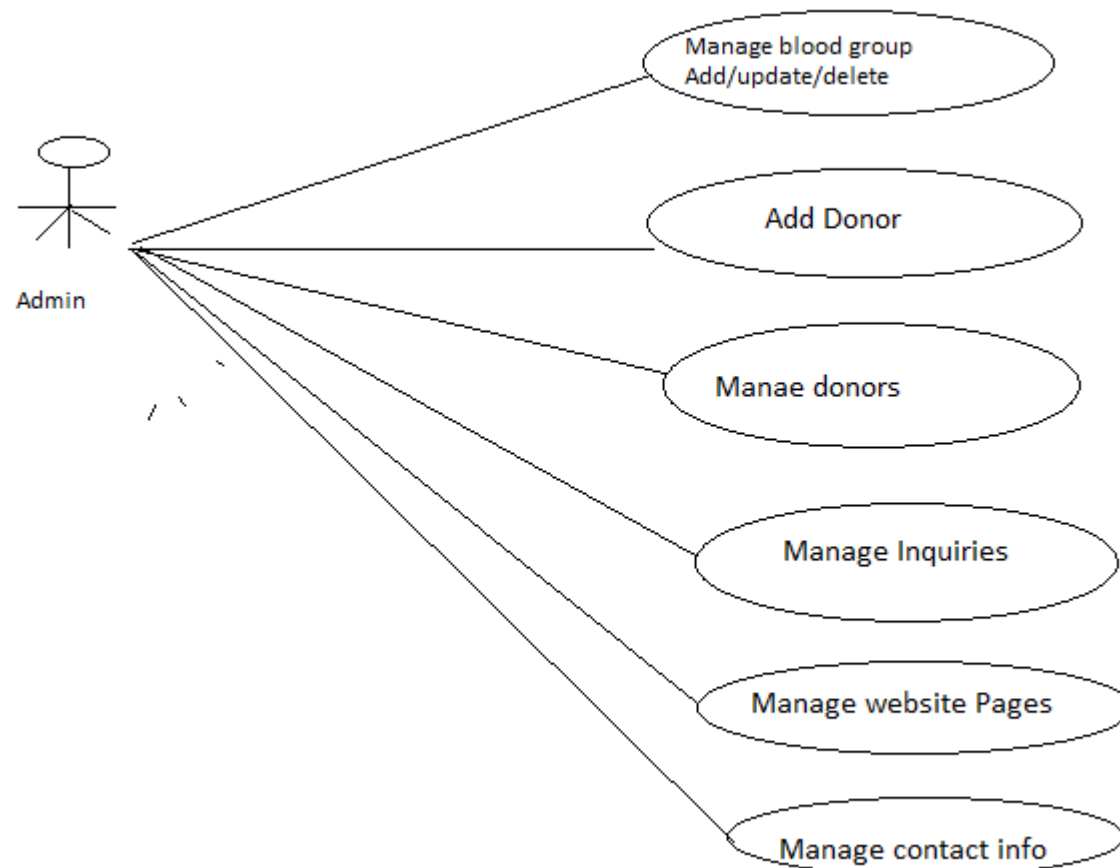 Manage blood group
Add/update/delete
Add Donor
Admin
Manae donors
Manage Inquiries
Manage website Pages
Manage contact info